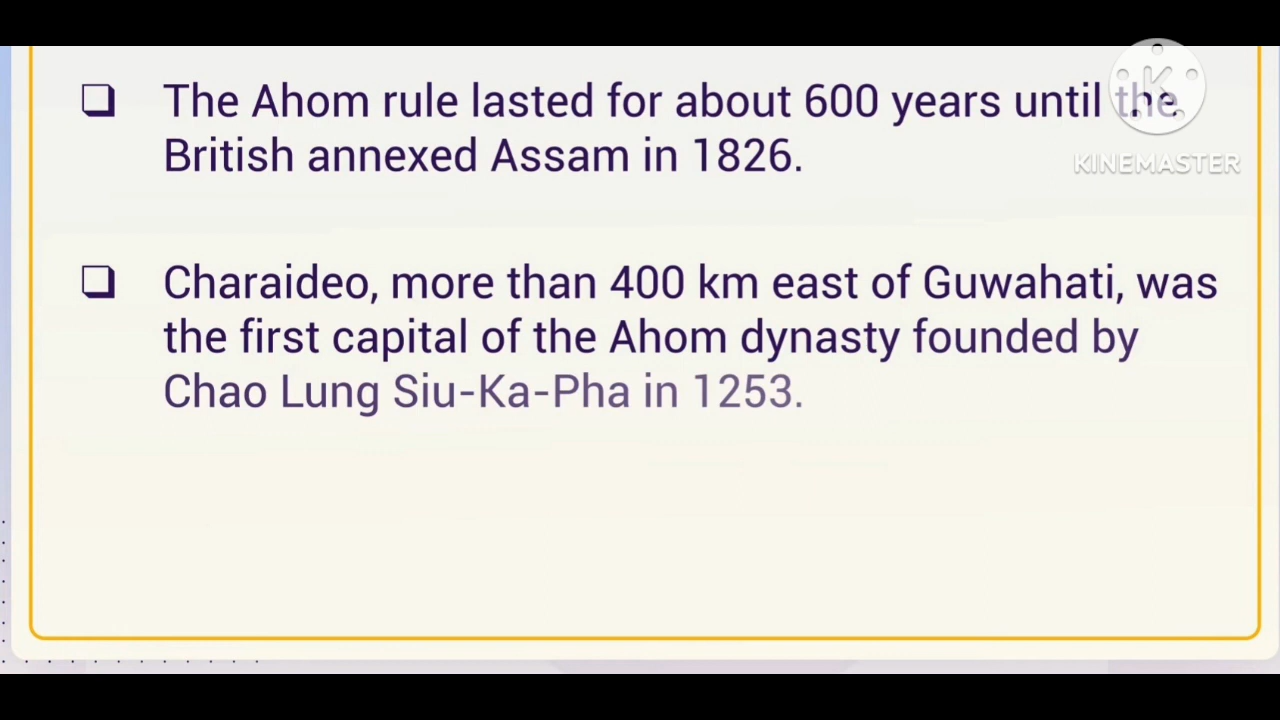 The Ahom rule lasted for about 600 years until the
British annexed Assam in 1826.
KINEMASTER
Charaideo, more than 400 km east of Guwahati, was
the first capital of the Ahom dynasty founded by
Chao Lung Siu-Ka-Pha in 1253.